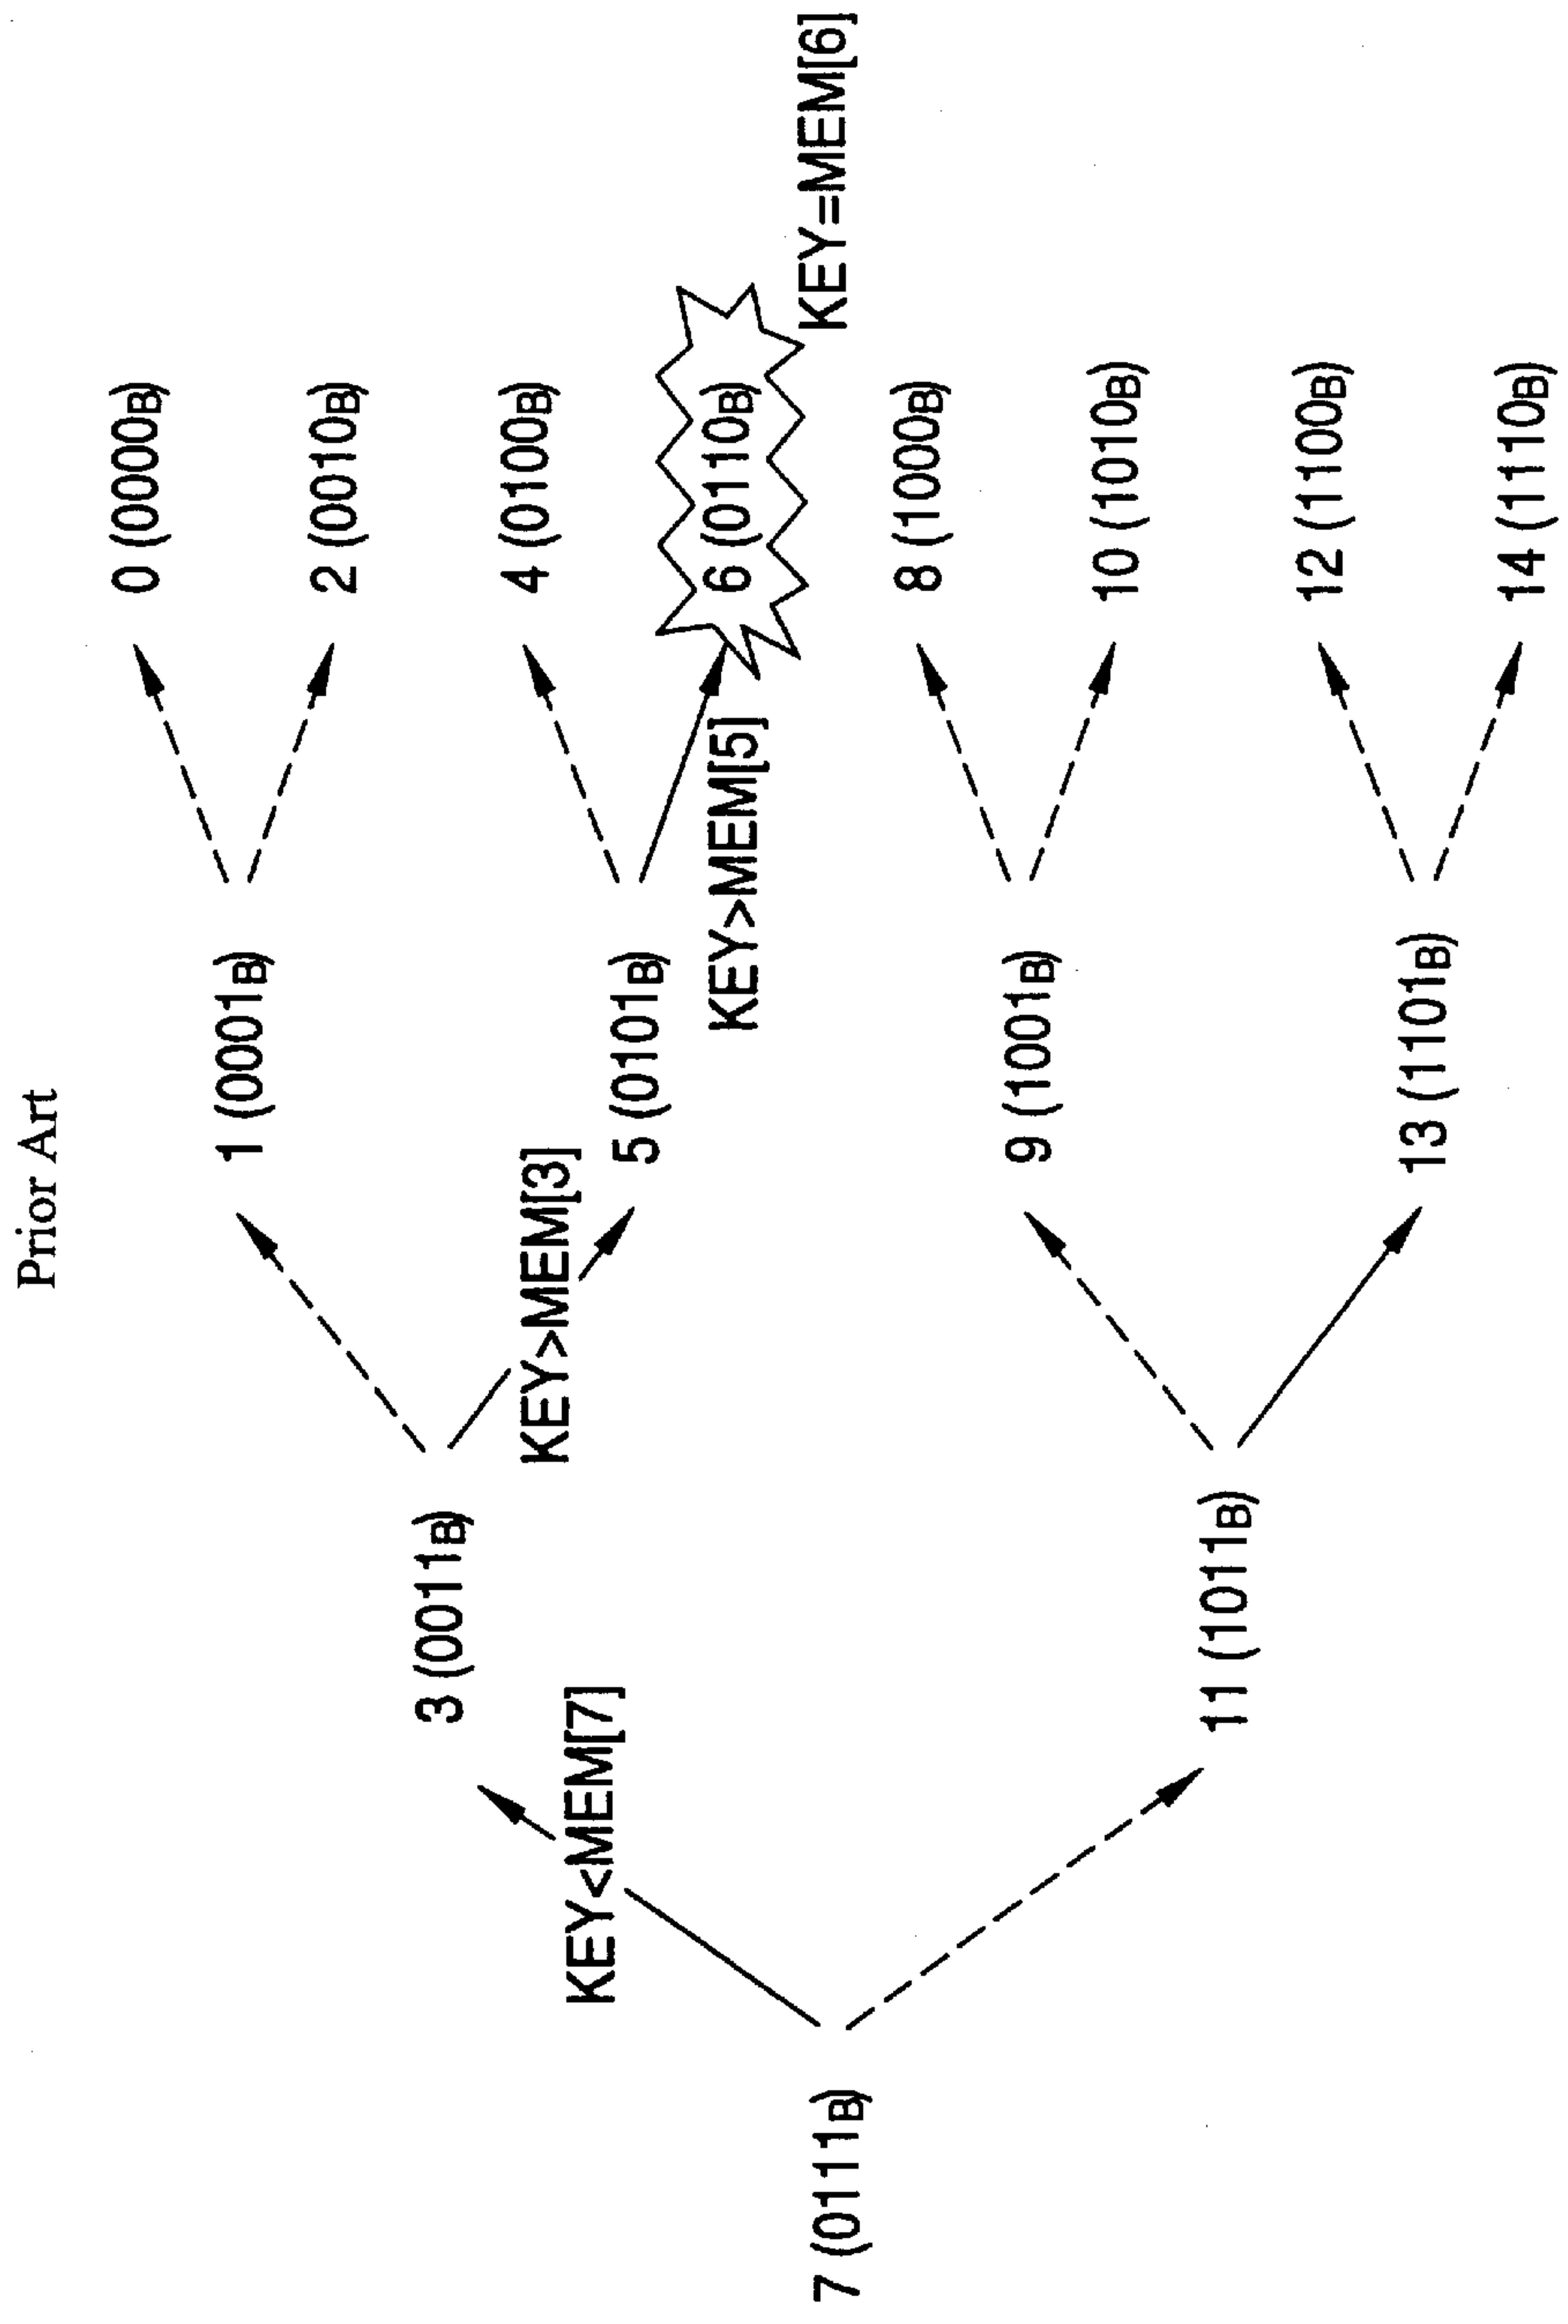 Prior Art
7 (0111B)
KEY<MEM[7]
3 (0011B)
11 (1011B)
KEY>MEM[3]
1 (0001B)
5 (0101B)
9 (1001B)
13 (1101B)
KEY>MEM[5]
0 (0000B)
2 (0010B)
4 (0100B)
6 (0110B)
8 (1000B)
10 (1010B)
12 (1100B)
14 (1110B)
KEY=MEM[6]